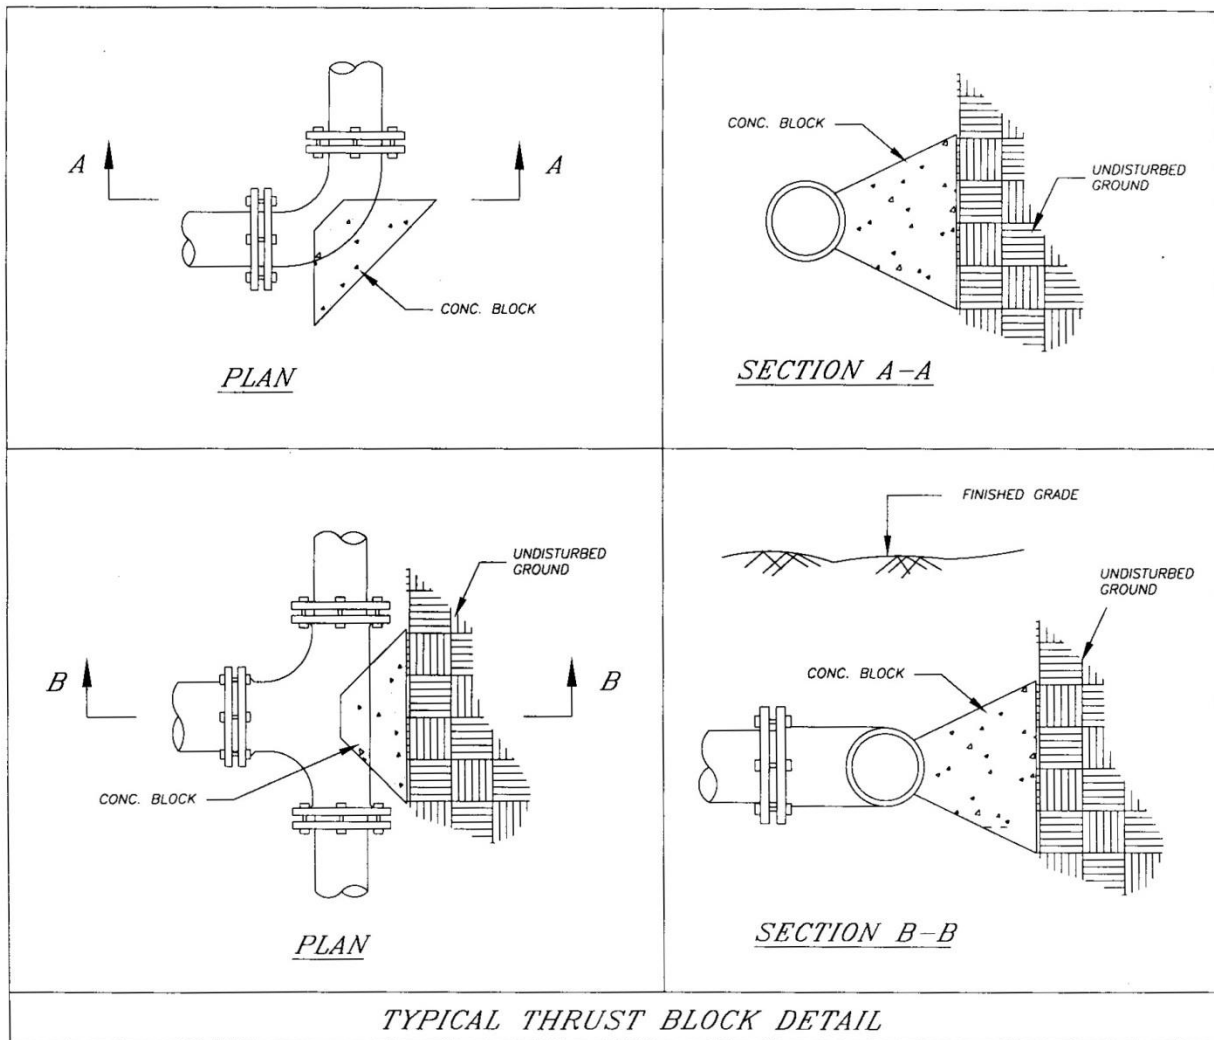 A
A
CONC. BLOCK
PLAN
CONC. BLOCK
UNDISTURBED
GROUND
SECTION A-A
UNDISTURBED
GROUND
B
B
CONC. BLOCK
PLAN
FINISHED GRADE
UNDISTURBED
GROUND
CONC. BLOCK
SECTION B-B
TYPICAL THRUST BLOCK DETAIL